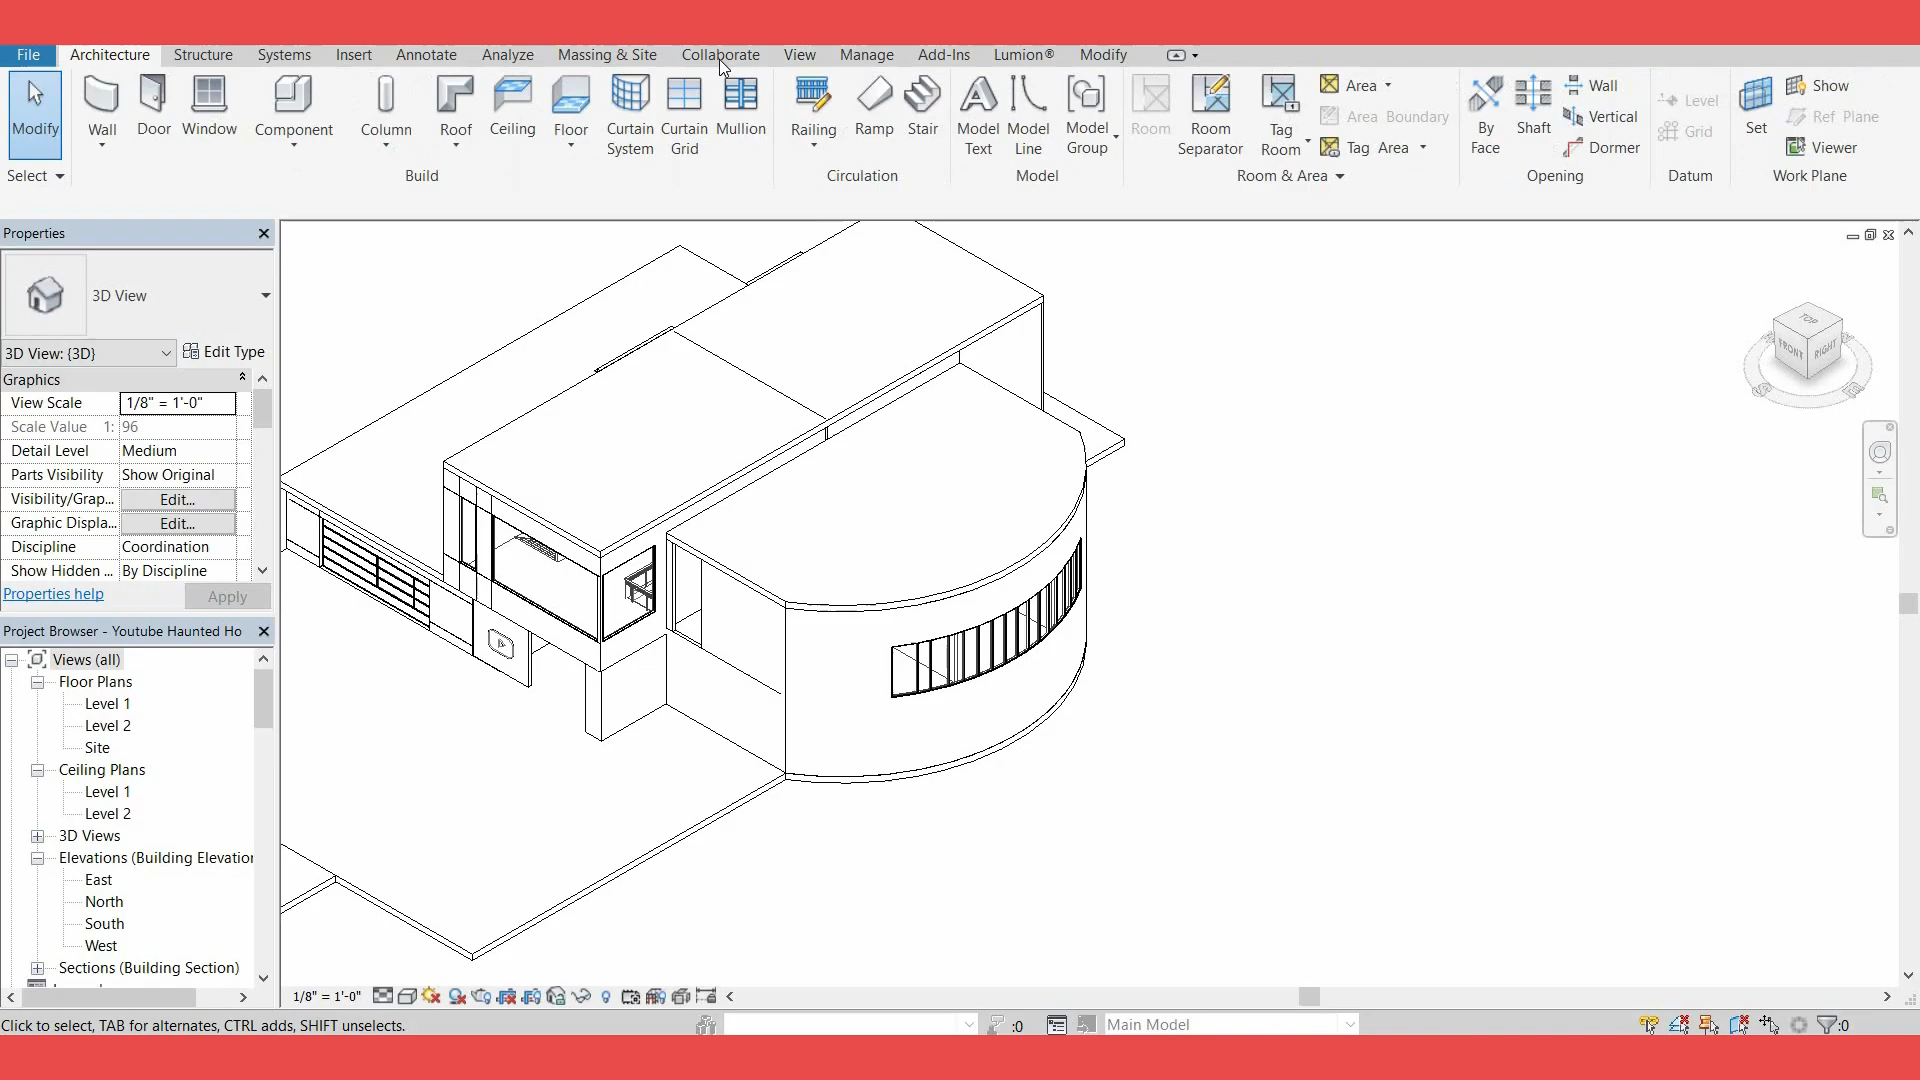 File Architecture Structure Systems Insert Annotate Analyze Massing & Site Collaborate View Manage Add-Ins Lumion® Modify
Modify Wall Door Window Component Column Roof Ceiling Floor Curtain System Curtain Grid Mullion Railing Ramp Stair Model Text Model Line Model Group Room Room Separator Tag Room Area Area Boundary Tag Area By Face Shaft Wall Vertical Dormer Level Grid Set Show Ref Plane Viewer
Select Build Circulation Model Room & Area Opening Datum Work Plane
Properties
3D View
3D View: {3D} Edit Type
Graphics
View Scale 1/8" = 1'-0"
Scale Value 1: 96
Detail Level Medium
Parts Visibility Show Original
Visibility/Grap... Edit...
Graphic Displa... Edit...
Discipline Coordination
Show Hidden ... By Discipline
Properties help Apply
Project Browser - Youtube Haunted Ho
Views (all)
Floor Plans
Level 1
Level 2
Site
Ceiling Plans
Level 1
Level 2
3D Views
Elevations (Building Elevation
East
North
South
West
Sections (Building Section)
TOP
FRONT RIGHT
1/8" = 1'-0"
Click to select, TAB for alternates, CTRL adds, SHIFT unselects. :0 Main Model :0